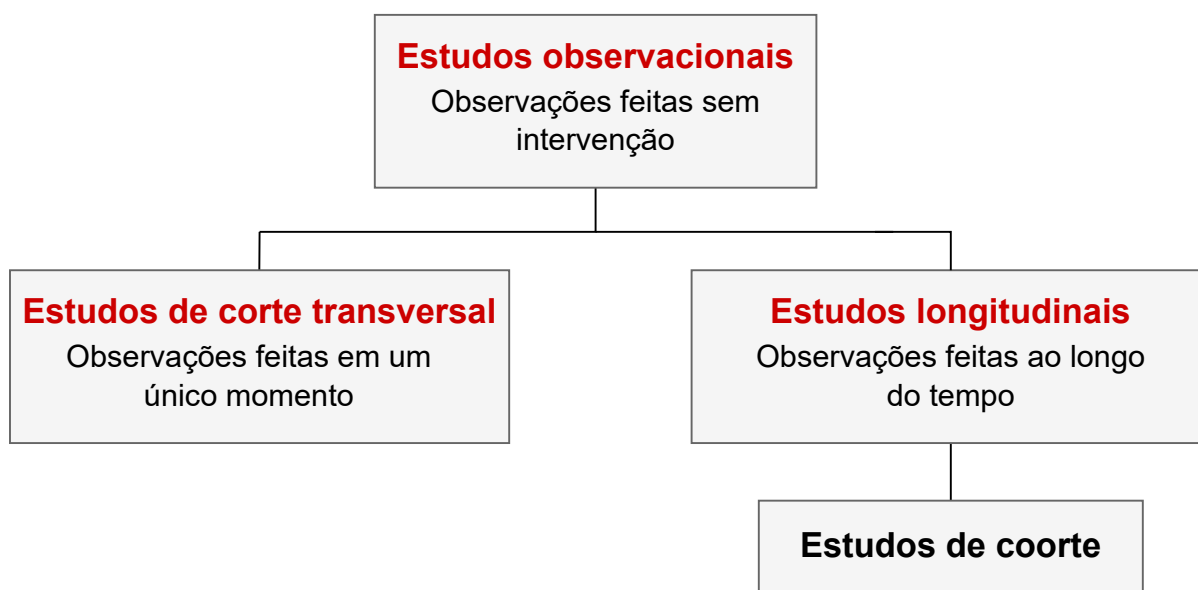 Estudos observacionais
Observações feitas sem
intervenção
Estudos de corte transversal
Observações feitas em um
único momento
Estudos longitudinais
Observações feitas ao longo
do tempo
Estudos de coorte